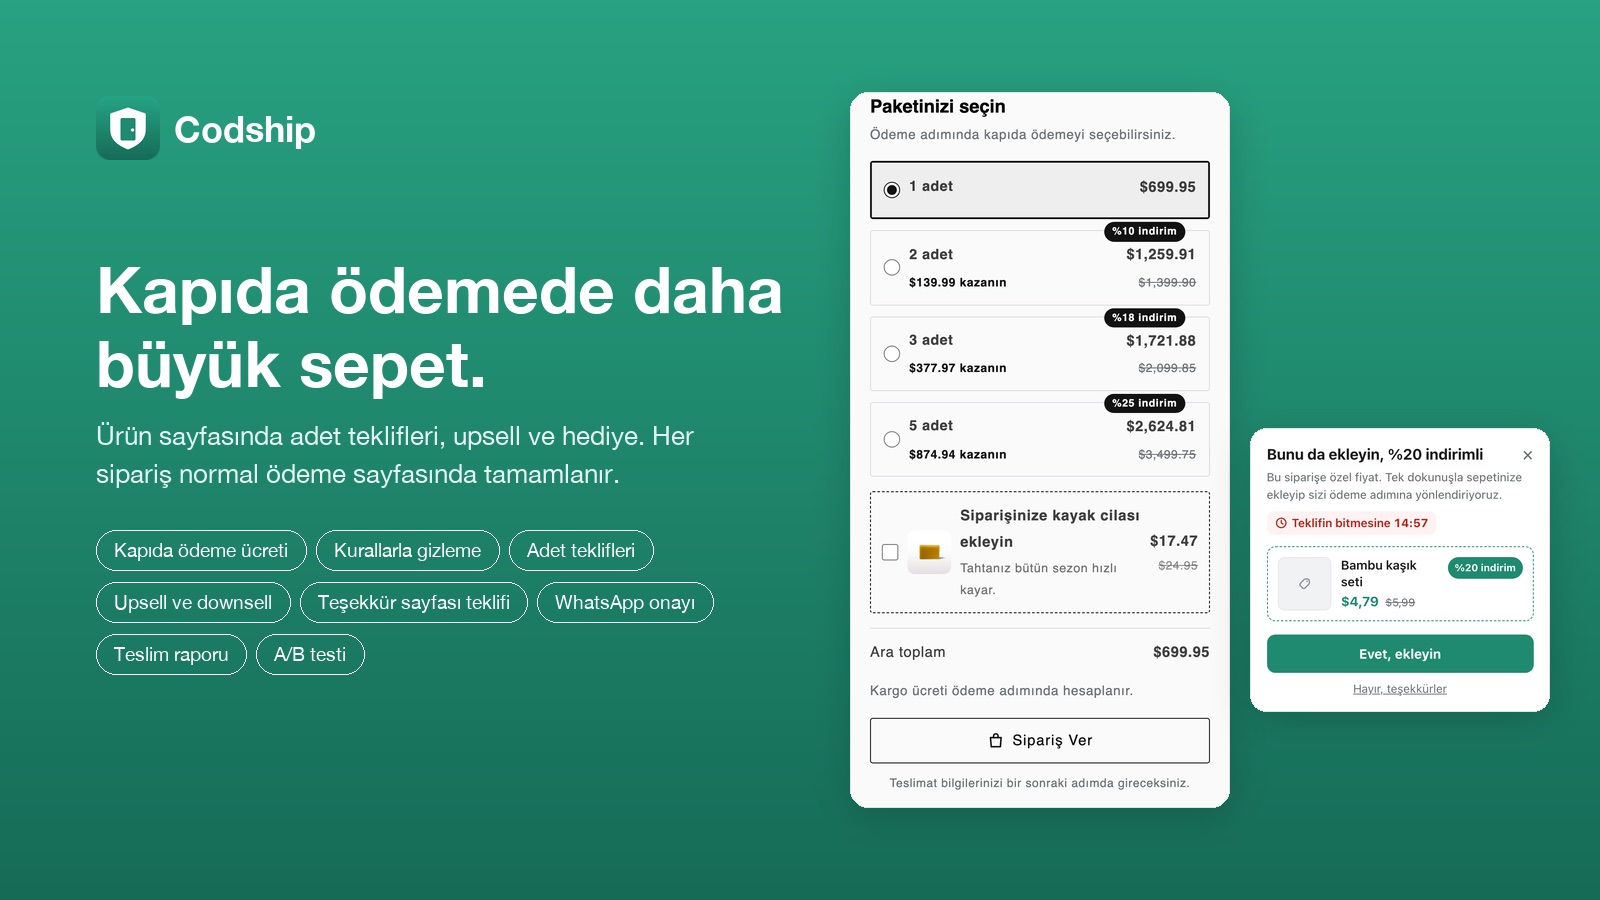 Codship
Kapıda ödemede daha
büyük sepet.
Ürün sayfasında adet teklifleri, upsell ve hediye. Her
sipariş normal ödeme sayfasında tamamlanır.
Kapıda ödeme ücreti
Kurallarla gizleme
Adet teklifleri
Upsell ve downsell
Teşekkür sayfası teklifi
WhatsApp onayı
Teslim raporu
A/B testi
Paketinizi seçin
Ödeme adımında kapıda ödemeyi seçebilirsiniz.
1 adet $699.95
%10 indirim
2 adet $1,259.91
$139.99 kazanın $1,399.90
%18 indirim
3 adet $1,721.88
$377.97 kazanın $2,099.85
%25 indirim
5 adet $2,624.81
$874.94 kazanın $3,499.75
Siparişinize kayak cilası
ekleyin $17.47
Tahtanız bütün sezon hızlı $24.95
kayar.
Ara toplam $699.95
Kargo ücreti ödeme adımında hesaplanır.
Sipariş Ver
Teslimat bilgilerinizi bir sonraki adımda gireceksiniz.
Bunu da ekleyin, %20 indirimli
Bu siparişe özel fiyat. Tek dokunuşla sepetinize
ekleyip sizi ödeme adımına yönlendiriyoruz.
Teklifin bitmesine 14:57
Bambu kaşık %20 indirim
seti
$4,79 $5,99
Evet, ekleyin
Hayır, teşekkürler